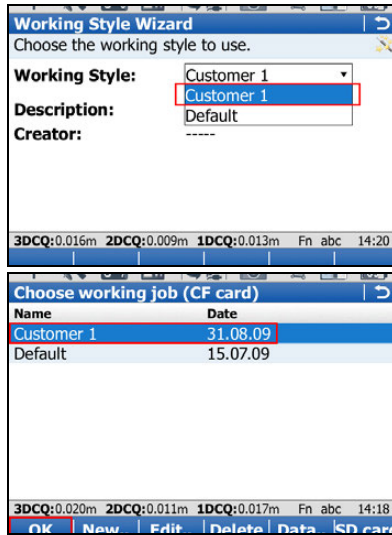 Working Style Wizard
Choose the working style to use.
Working Style: Customer 1
Customer 1
Description: Default
Creator: -----
3DCQ:0.016m 2DCQ:0.009m 1DCQ:0.013m Fn abc 14:20
Choose working job (CF card)
Name Date
Customer 1 31.08.09
Default 15.07.09
3DCQ:0.020m 2DCQ:0.011m 1DCQ:0.017m Fn abc 14:18
OK New.. Edit.. Delete Data.. SD card